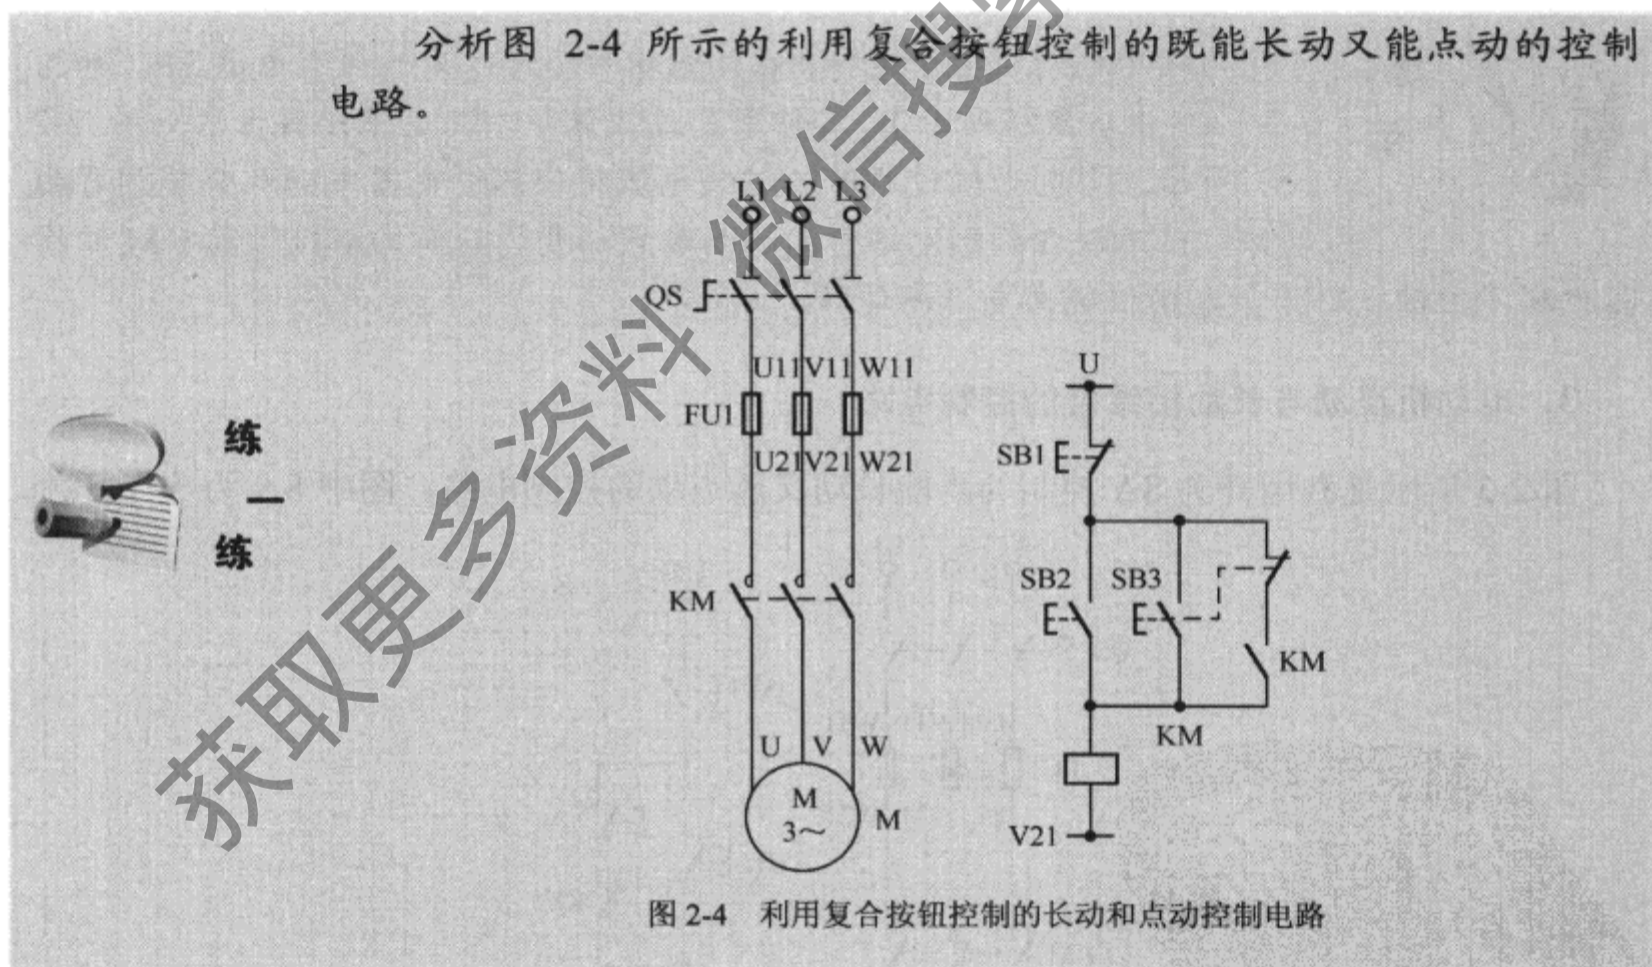 分析图 2-4 所示的利用复合按钮控制的既能长动又能点动的控制
电路。
获取更多资料 微信搜索
练
一
练
L1 L2 L3
QS
U11 V11 W11
FU1
U21 V21 W21
KM
U V W
M
3～
M
U
SB1
SB2 SB3
KM
KM
V21
图 2-4 利用复合按钮控制的长动和点动控制电路